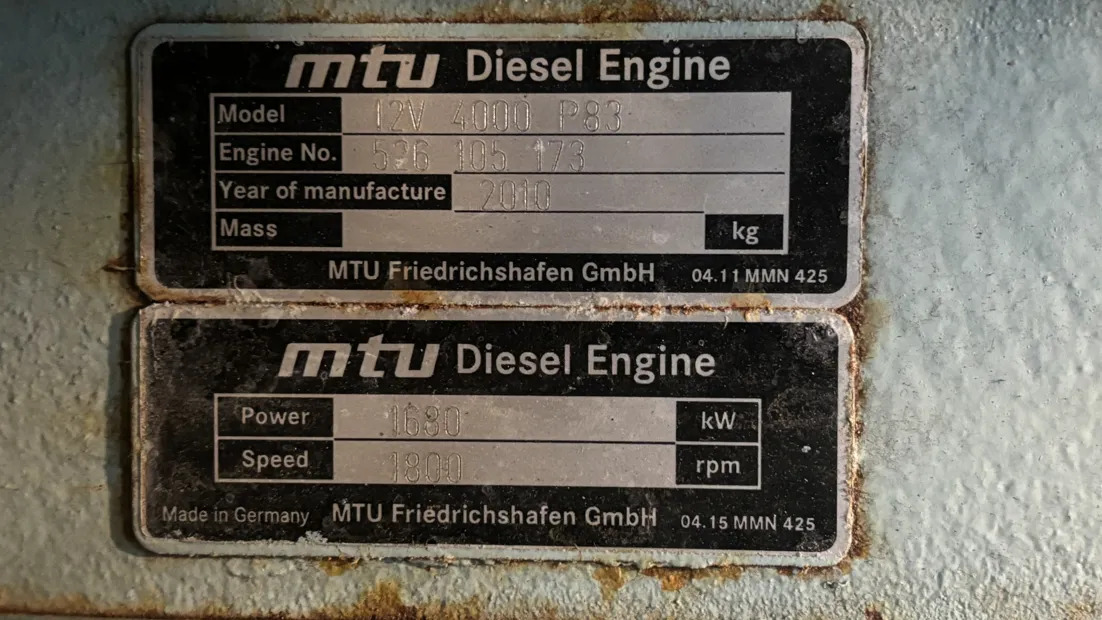 mtu Diesel Engine
Model 12V 4000 P83
Engine No. 526 105 173
Year of manufacture 2010
Mass kg
MTU Friedrichshafen GmbH 04.11 MMN 425
mtu Diesel Engine
Power 1680 kW
Speed 1800 rpm
Made in Germany MTU Friedrichshafen GmbH 04.15 MMN 425